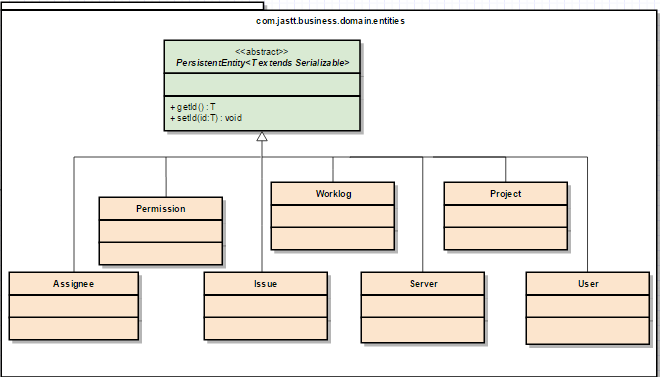 com.jastt.business.domain.entities
<<abstract>>
PersistentEntity<T extends Serializable>
+ getId() : T
+ setId(id:T) : void
Worklog
Project
Permission
Assignee
Issue
Server
User